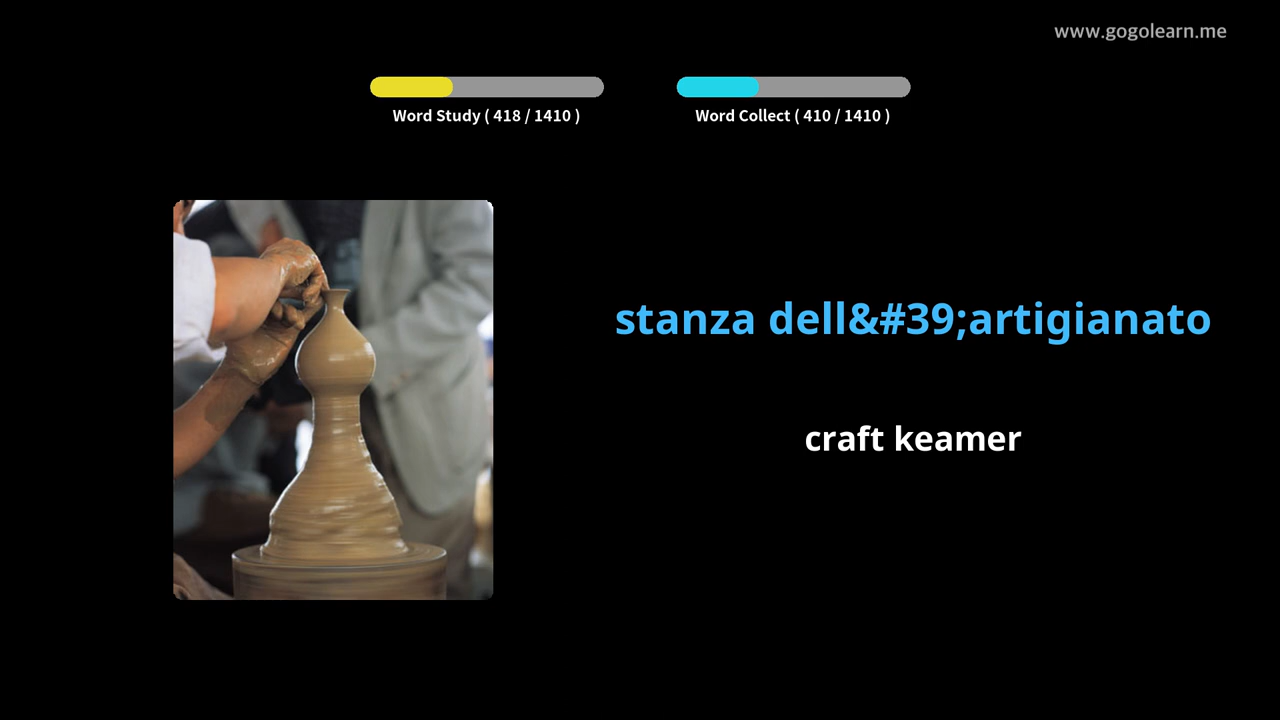 www.gogolearn.me
Word Study ( 418 / 1410 )
Word Collect ( 410 / 1410 )
stanza dell&#39;artigianato
craft keamer